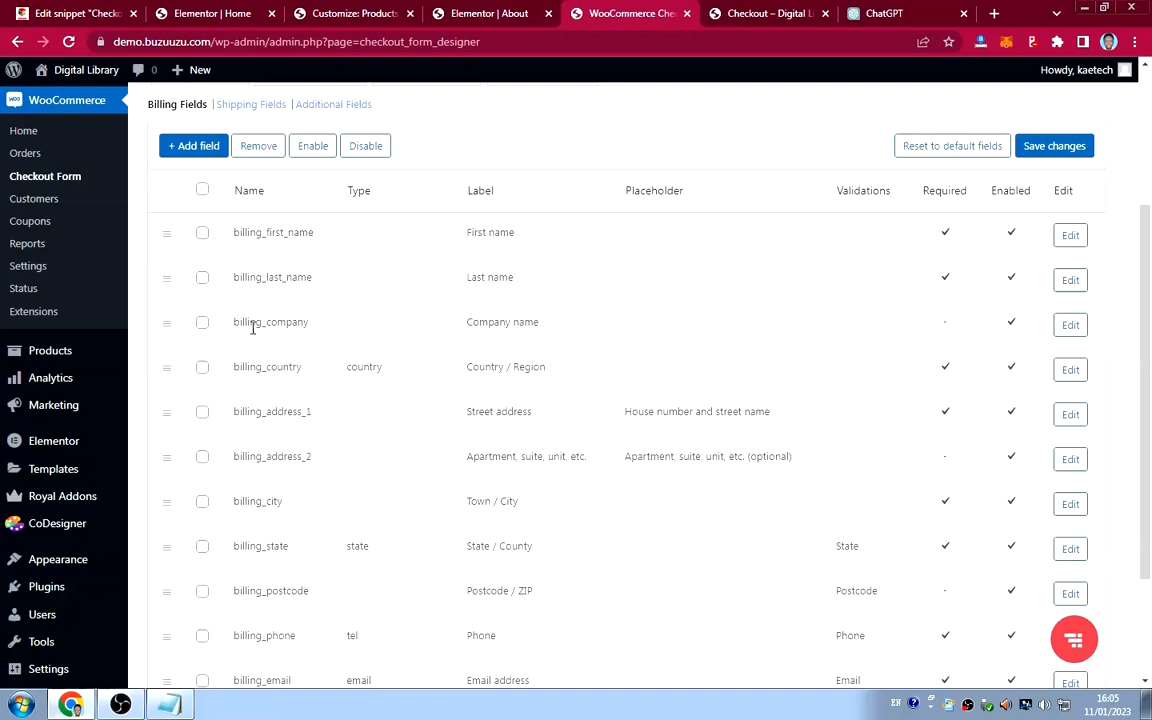 Edit snippet "Checko
Elementor | Home
Customize: Products
Elementor | About
WooCommerce Che
Checkout – Digital L
ChatGPT
demo.buzuuzu.com/wp-admin/admin.php?page=checkout_form_designer
Digital Library
0
New
Howdy, kaetech
WooCommerce
Home
Orders
Checkout Form
Customers
Coupons
Reports
Settings
Status
Extensions
Products
Analytics
Marketing
Elementor
Templates
Royal Addons
CoDesigner
Appearance
Plugins
Users
Tools
Settings
Billing Fields | Shipping Fields | Additional Fields
+ Add field Remove Enable Disable Reset to default fields Save changes
Name Type Label Placeholder Validations Required Enabled Edit
billing_first_name First name ✓ ✓ Edit
billing_last_name Last name ✓ ✓ Edit
billing_company Company name - ✓ Edit
billing_country country Country / Region ✓ ✓ Edit
billing_address_1 Street address House number and street name ✓ ✓ Edit
billing_address_2 Apartment, suite, unit, etc. Apartment, suite, unit, etc. (optional) - ✓ Edit
billing_city Town / City ✓ ✓ Edit
billing_state state State / County State ✓ ✓ Edit
billing_postcode Postcode / ZIP Postcode - ✓ Edit
billing_phone tel Phone Phone ✓ ✓
billing_email email Email address Email ✓ ✓ Edit
EN
16:05
11/01/2023